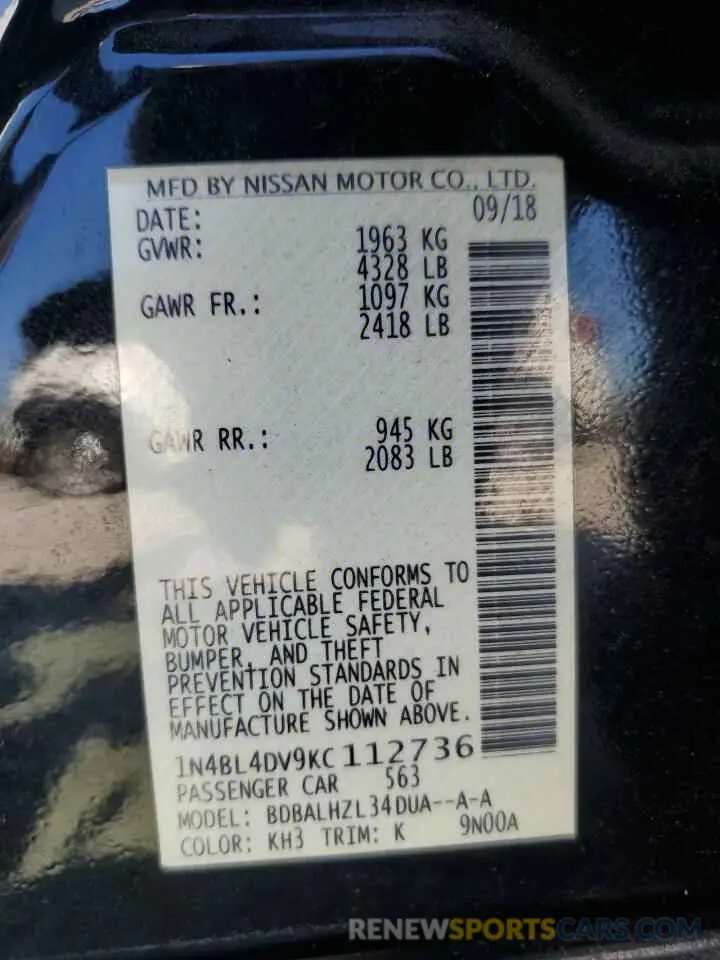 MFD BY NISSAN MOTOR CO., LTD.
DATE: 09/18
GVWR: 1963 KG
4328 LB
GAWR FR.: 1097 KG
2418 LB
GAWR RR.: 945 KG
2083 LB
THIS VEHICLE CONFORMS TO
ALL APPLICABLE FEDERAL
MOTOR VEHICLE SAFETY,
BUMPER, AND THEFT
PREVENTION STANDARDS IN
EFFECT ON THE DATE OF
MANUFACTURE SHOWN ABOVE.
1N4BL4DV9KC 112736
PASSENGER CAR 563
MODEL: BDBALHZL34DUA--A-A
COLOR: KH3 TRIM: K 9N00A
RENEWSPORTSCARS.COM